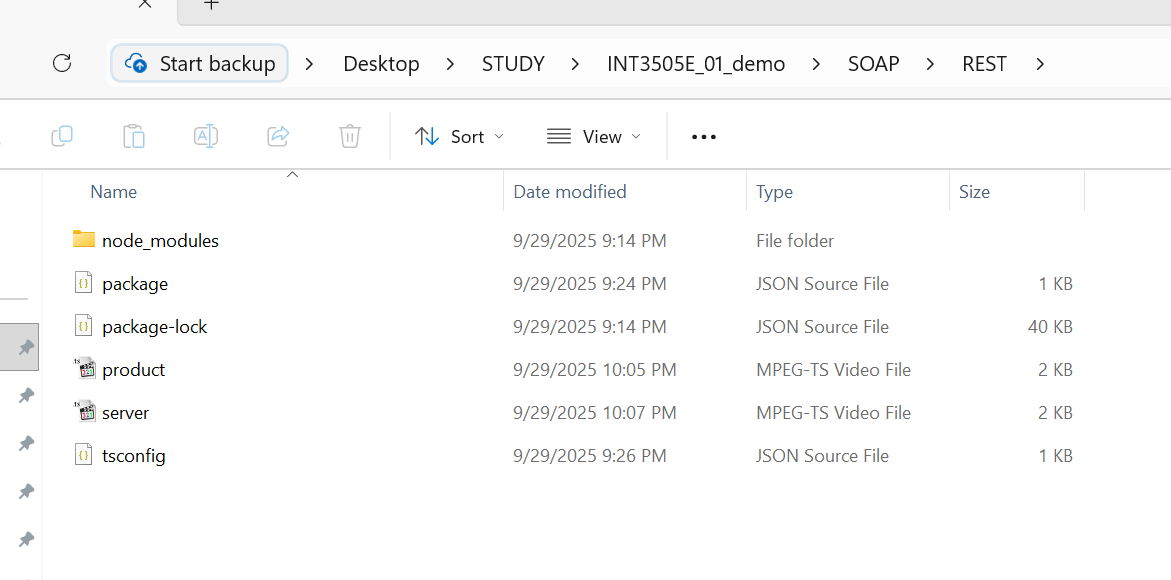 Start backup > Desktop > STUDY > INT3505E_01_demo > SOAP > REST >
Sort View
Name Date modified Type Size
node_modules 9/29/2025 9:14 PM File folder
package 9/29/2025 9:24 PM JSON Source File 1 KB
package-lock 9/29/2025 9:14 PM JSON Source File 40 KB
product 9/29/2025 10:05 PM MPEG-TS Video File 2 KB
server 9/29/2025 10:07 PM MPEG-TS Video File 2 KB
tsconfig 9/29/2025 9:26 PM JSON Source File 1 KB